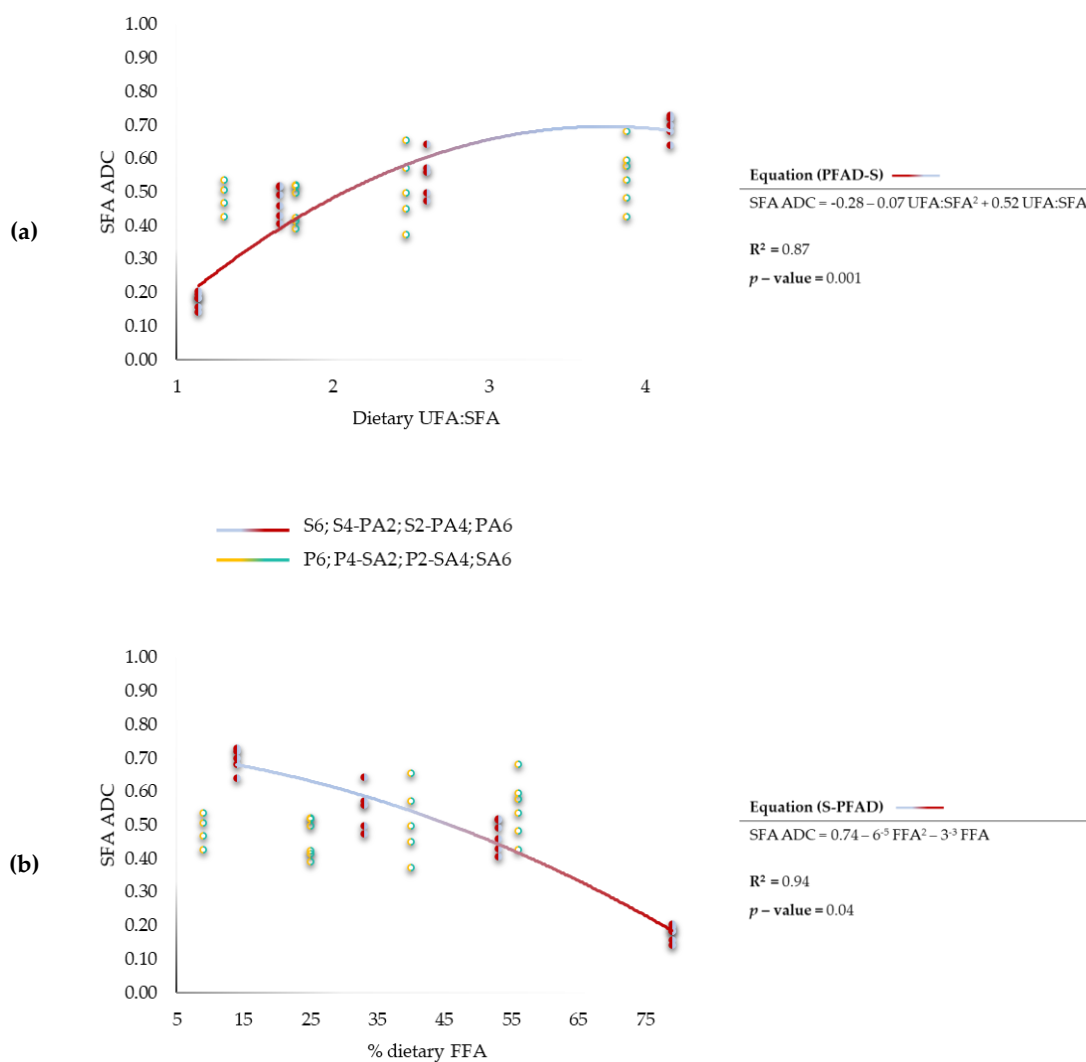 (a)
SFA ADC
1.00
0.90
0.80
0.70
0.60
0.50
0.40
0.30
0.20
0.10
0.00
1 2 3 4
Dietary UFA:SFA
Equation (PFAD-S)
SFA ADC = -0.28 – 0.07 UFA:SFA² + 0.52 UFA:SFA
R² = 0.87
p – value = 0.001
S6; S4-PA2; S2-PA4; PA6
P6; P4-SA2; P2-SA4; SA6
(b)
SFA ADC
1.00
0.90
0.80
0.70
0.60
0.50
0.40
0.30
0.20
0.10
0.00
5 15 25 35 45 55 65 75
% dietary FFA
Equation (S-PFAD)
SFA ADC = 0.74 – 6⁻⁵ FFA² – 3⁻³ FFA
R² = 0.94
p – value = 0.04